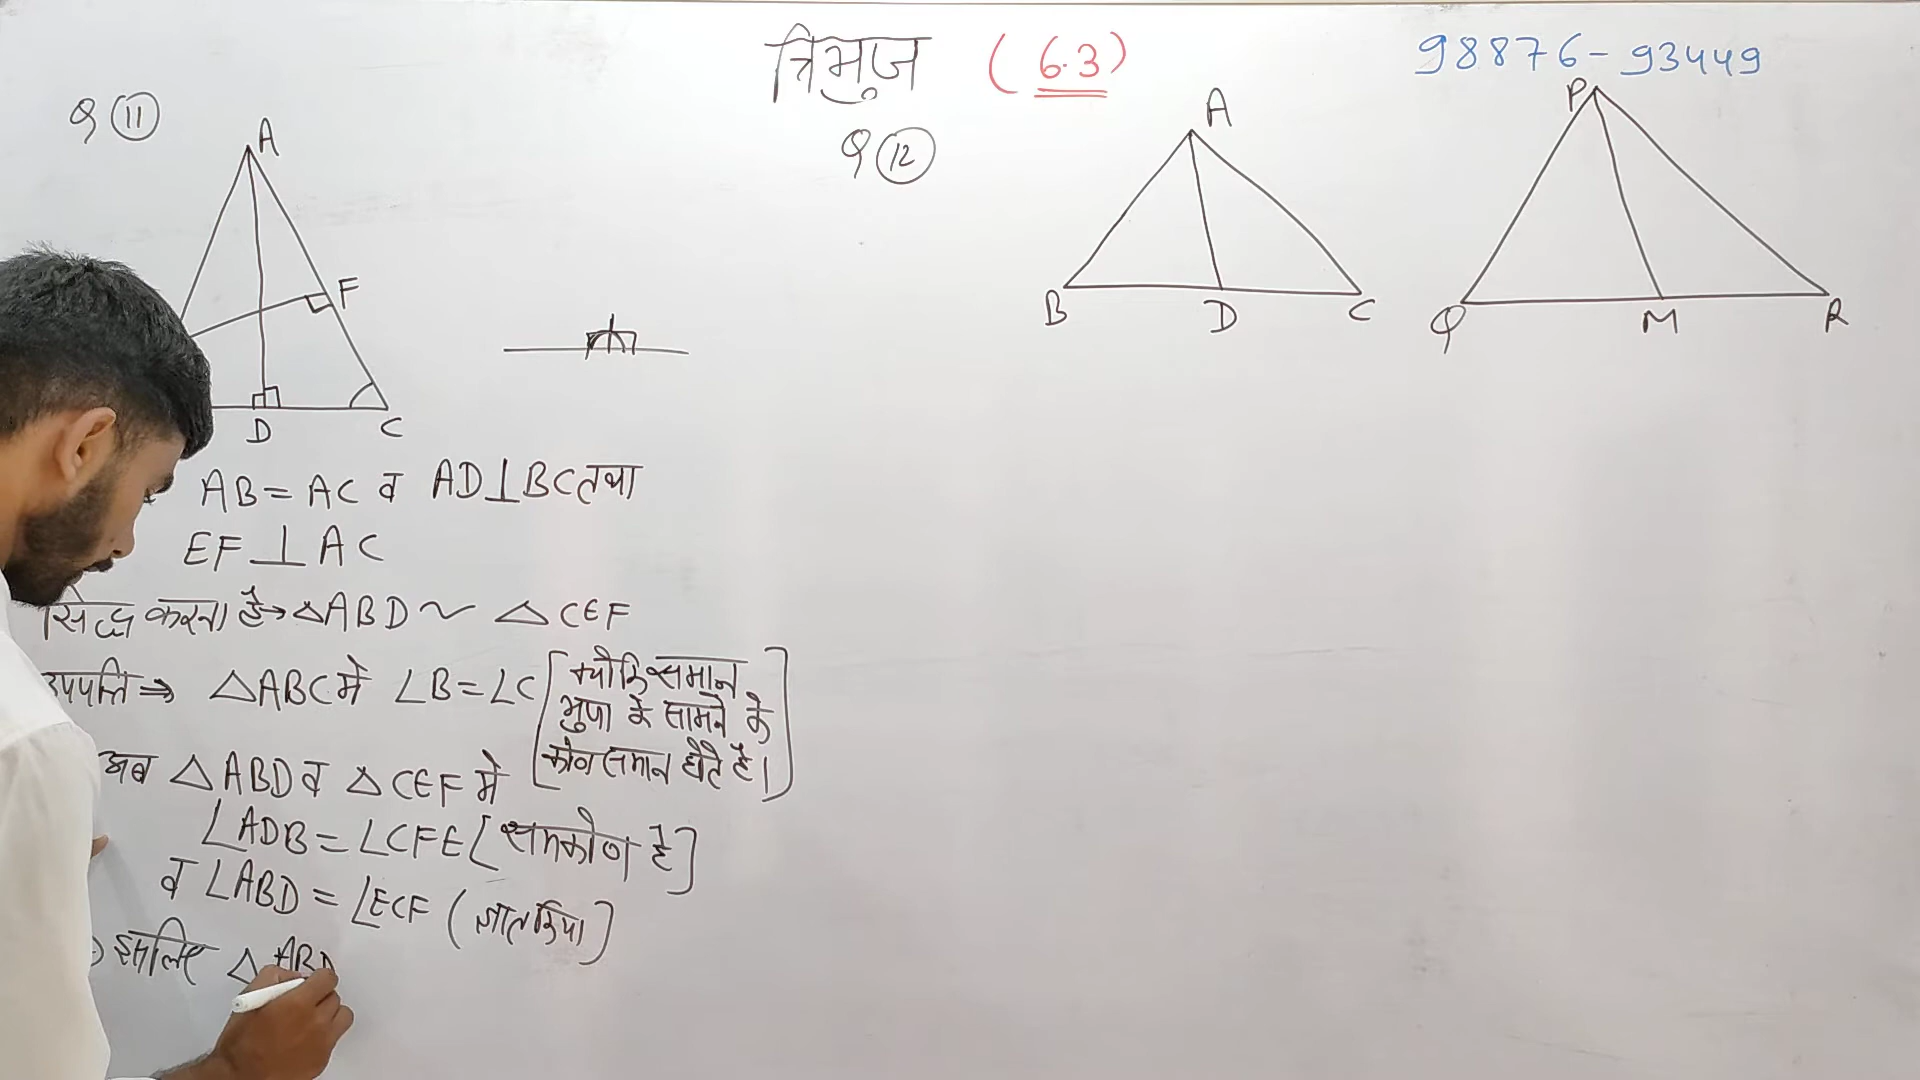 त्रिभुज (6.3)
98876-93449
Q 11
A
F
D
C
AB = AC व AD⊥BC तथा
EF ⊥ AC
सिद्ध करना है→ △ABD ~ △CEF
उपपत्ति ⇒ △ABC में ∠B = ∠C [क्योंकि समान
भुजा के सामने के
कोण समान होते है।]
अब △ABD व △CEF में
∠ADB = ∠CFE [समकोण है]
व ∠ABD = ∠ECF (ज्ञात किया]
इसलिए △ABD
Q 12
A
B
D
C
P
Q
M
R